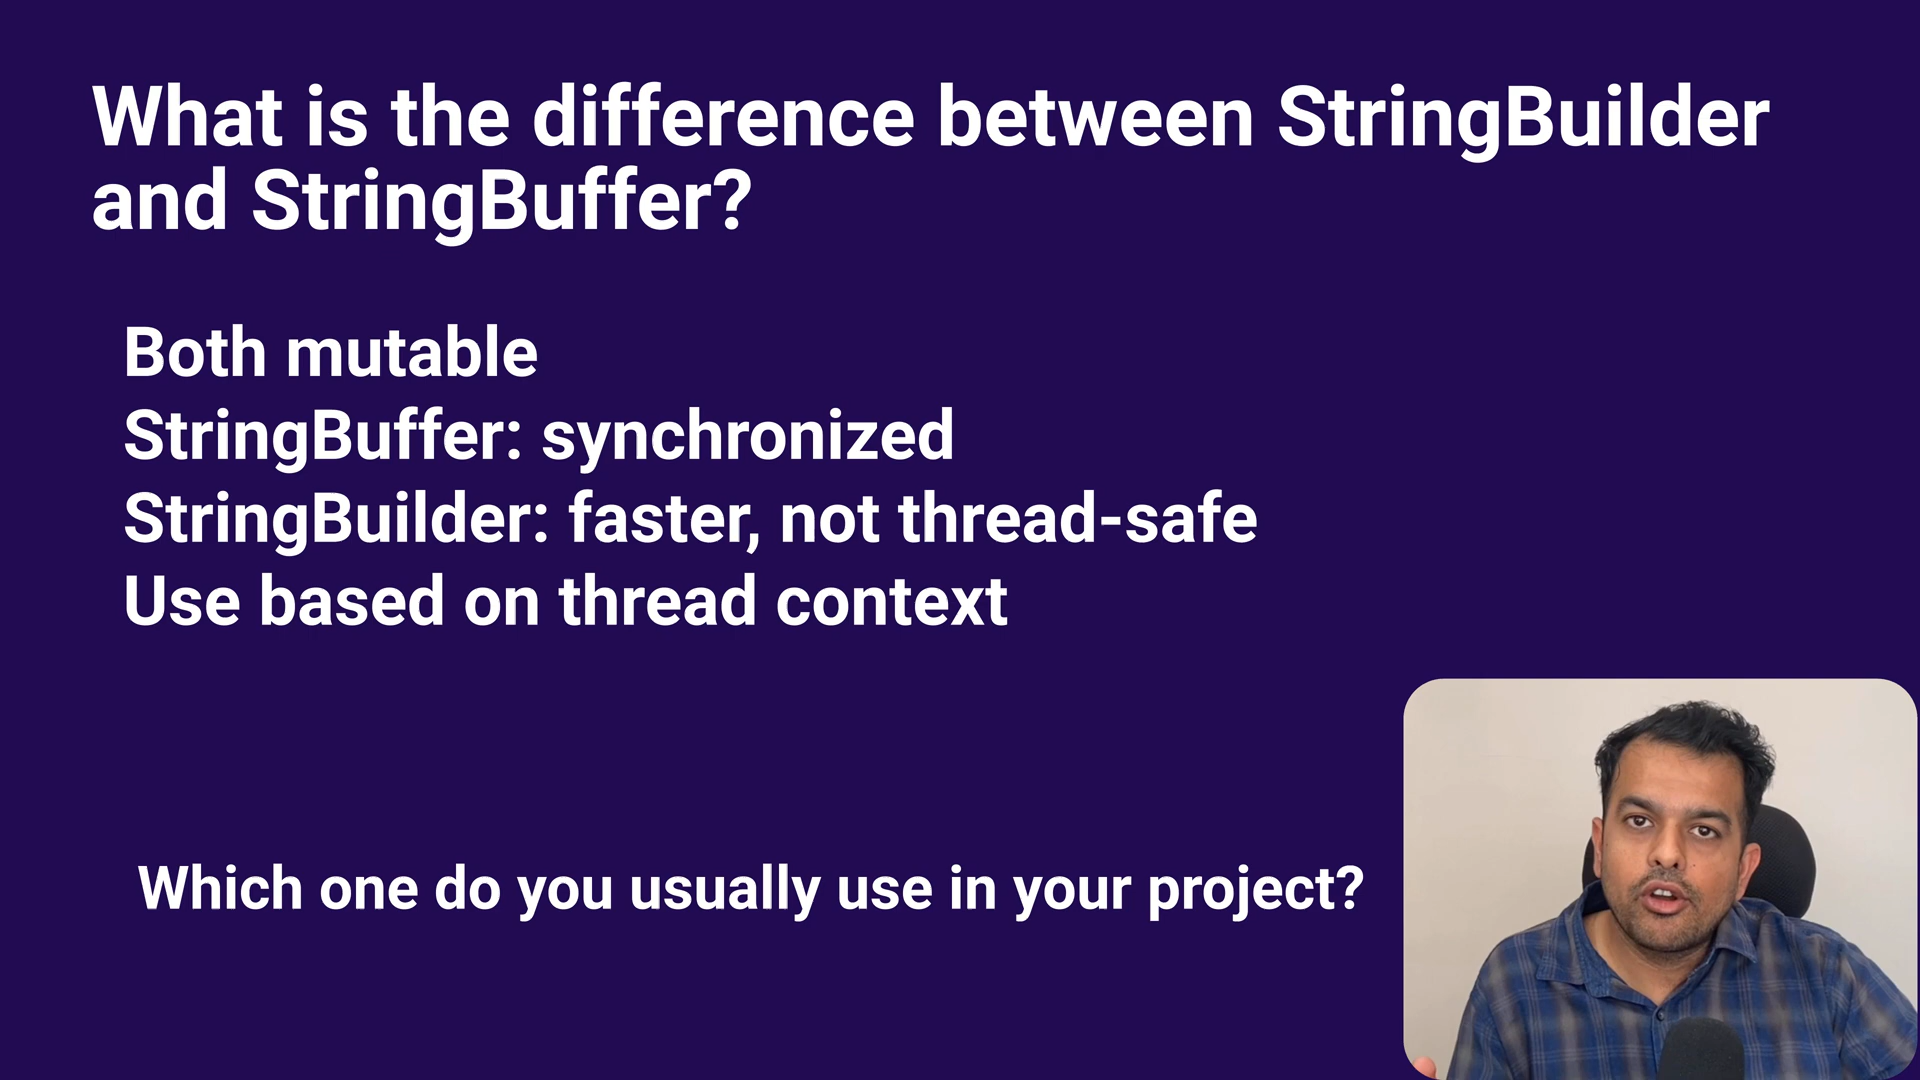 What is the difference between StringBuilder
and StringBuffer?
Both mutable
StringBuffer: synchronized
StringBuilder: faster, not thread-safe
Use based on thread context
Which one do you usually use in your project?